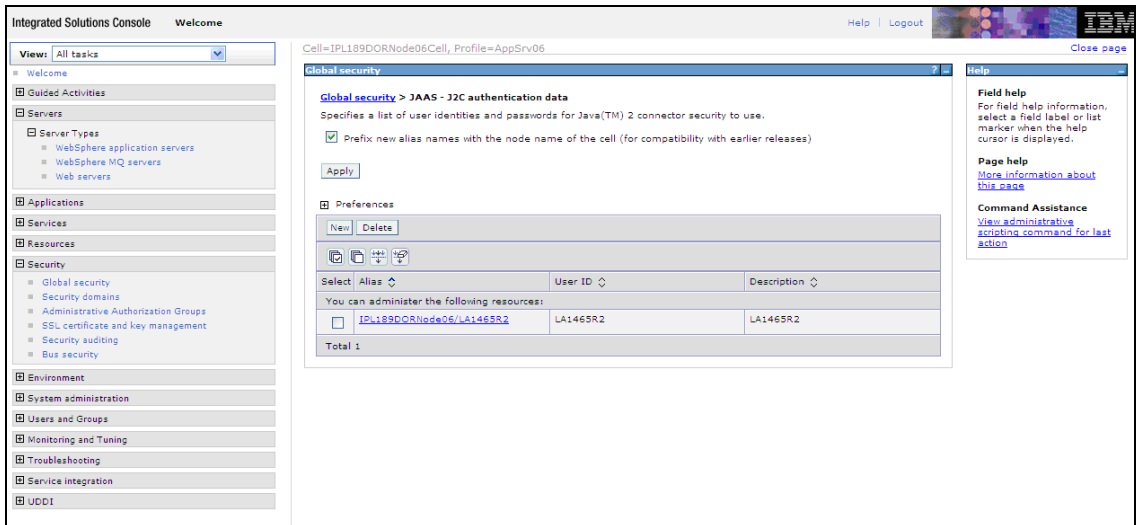 Integrated Solutions Console Welcome Help | Logout IBM
View: All tasks
Cell=IPL189DORNode06Cell, Profile=AppSrv06 Close page
Welcome
Guided Activities
Servers
Server Types
WebSphere application servers
WebSphere MQ servers
Web servers
Applications
Services
Resources
Security
Global security
Security domains
Administrative Authorization Groups
SSL certificate and key management
Security auditing
Bus security
Environment
System administration
Users and Groups
Monitoring and Tuning
Troubleshooting
Service integration
UDDI
Global security ? _
Global security > JAAS - J2C authentication data
Specifies a list of user identities and passwords for Java(TM) 2 connector security to use.
Prefix new alias names with the node name of the cell (for compatibility with earlier releases)
Apply
Preferences
New Delete
Select Alias User ID Description
You can administer the following resources:
IPL189DORNode06/LA1465R2 LA1465R2 LA1465R2
Total 1
Help _
Field help
For field help information,
select a field label or list
marker when the help
cursor is displayed.
Page help
More information about
this page
Command Assistance
View administrative
scripting command for last
action